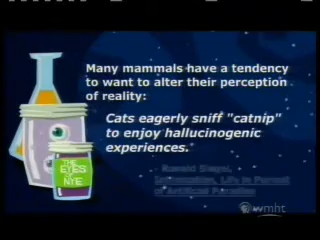 Many mammals have a tendency
to want to alter their perception
of reality:
Cats eagerly sniff "catnip"
to enjoy hallucinogenic
experiences.
Ronald Siegel,
Intoxication, Life in Pursuit
of Artificial Paradise
THE
EYES
OF
NYE
wmht